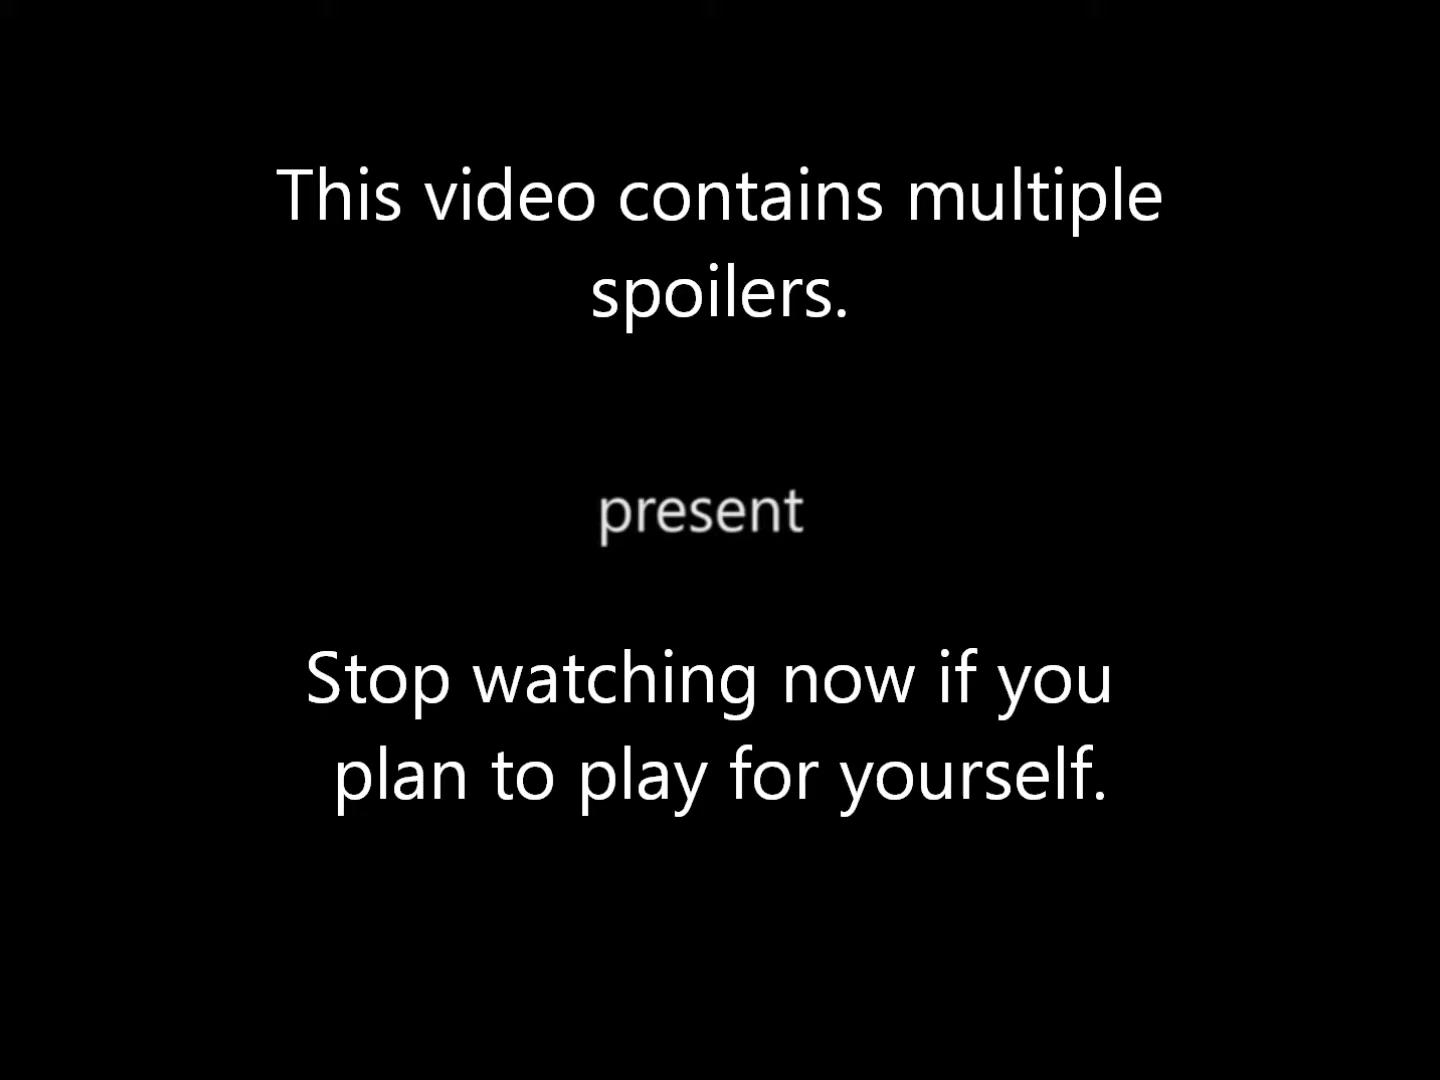 This video contains multiple
spoilers.
present
Stop watching now if you
plan to play for yourself.